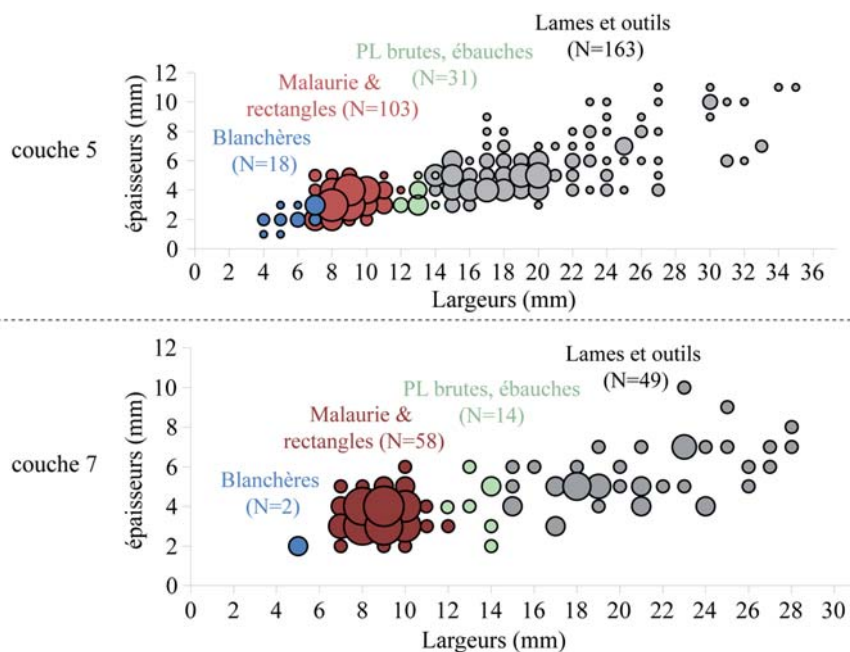 Lames et outils
(N=163)
PL brutes, ébauches
(N=31)
Malaurie &
rectangles (N=103)
Blanchères
(N=18)
couche 5
épaisseurs (mm)
12
10
8
6
4
2
0
0 2 4 6 8 10 12 14 16 18 20 22 24 26 28 30 32 34 36
Largeurs (mm)
Lames et outils
(N=49)
PL brutes, ébauches
(N=14)
Malaurie &
rectangles (N=58)
Blanchères
(N=2)
couche 7
épaisseurs (mm)
12
10
8
6
4
2
0
0 2 4 6 8 10 12 14 16 18 20 22 24 26 28 30
Largeurs (mm)